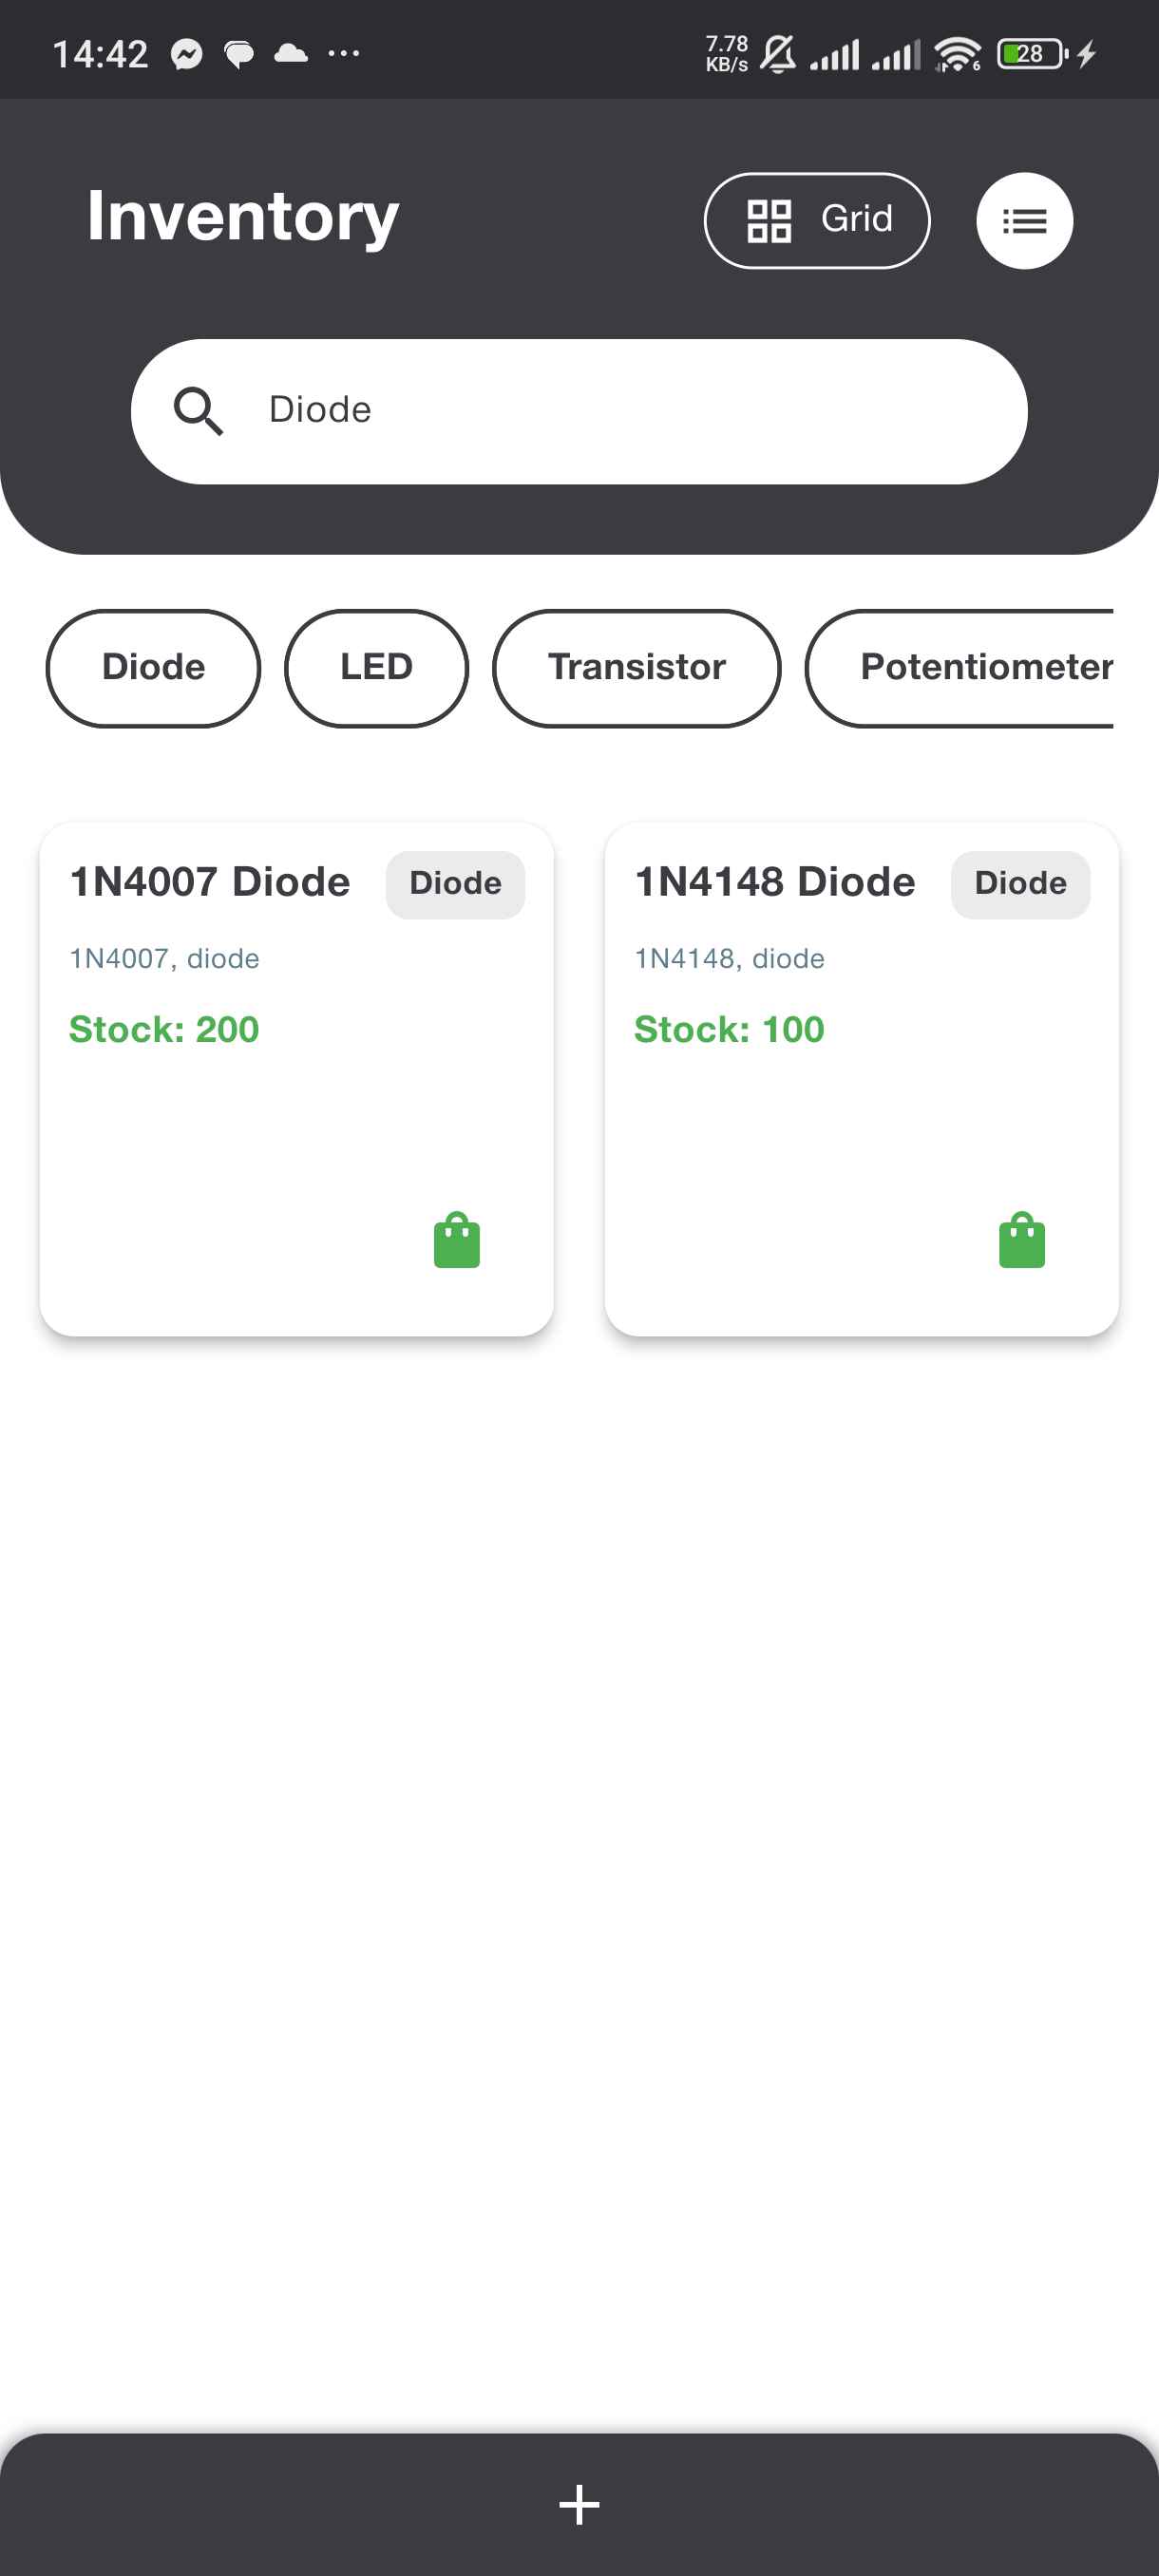 14:42
7.78
KB/s
6
28
Inventory
Grid
Diode
Diode
LED
Transistor
Potentiometer
1N4007 Diode
Diode
1N4007, diode
Stock: 200
1N4148 Diode
Diode
1N4148, diode
Stock: 100